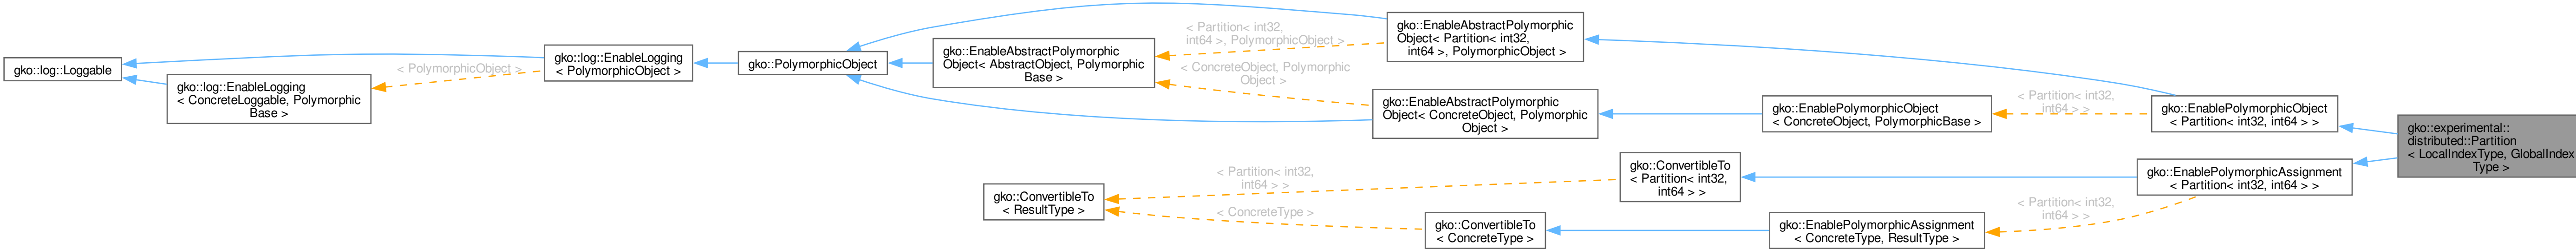 gko::log::Loggable
gko::log::EnableLogging
< ConcreteLoggable, Polymorphic
Base >
< PolymorphicObject >
gko::log::EnableLogging
< PolymorphicObject >
gko::PolymorphicObject
gko::EnableAbstractPolymorphic
Object< AbstractObject, Polymorphic
Base >
< Partition< int32,
int64 >, PolymorphicObject >
< ConcreteObject, Polymorphic
Object >
gko::EnableAbstractPolymorphic
Object< Partition< int32,
int64 >, PolymorphicObject >
gko::EnableAbstractPolymorphic
Object< ConcreteObject, Polymorphic
Object >
gko::EnablePolymorphicObject
< ConcreteObject, PolymorphicBase >
< Partition< int32,
int64 > >
gko::EnablePolymorphicObject
< Partition< int32, int64 > >
gko::experimental::
distributed::Partition
< LocalIndexType, GlobalIndex
Type >
gko::ConvertibleTo
< ResultType >
< Partition< int32,
int64 > >
< ConcreteType >
gko::ConvertibleTo
< Partition< int32,
int64 > >
gko::ConvertibleTo
< ConcreteType >
gko::EnablePolymorphicAssignment
< ConcreteType, ResultType >
< Partition< int32,
int64 > >
gko::EnablePolymorphicAssignment
< Partition< int32, int64 > >